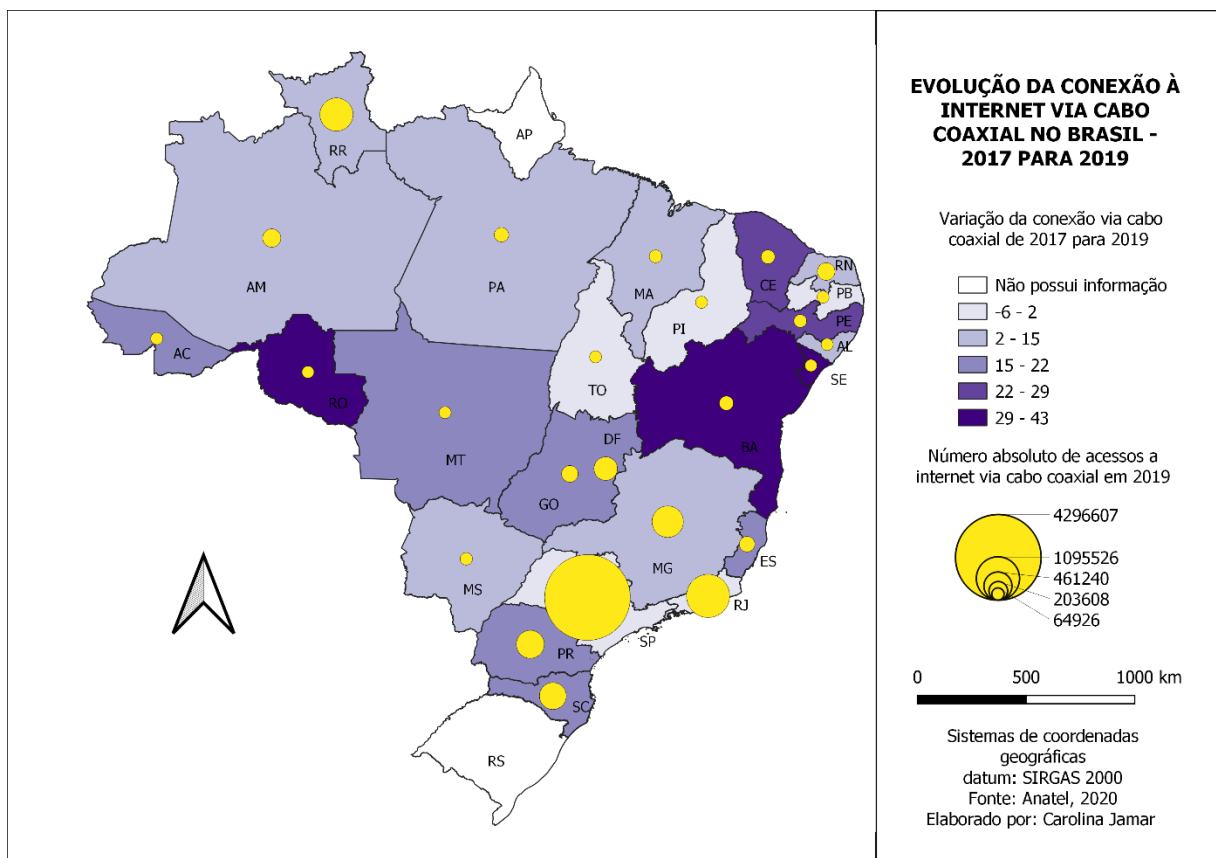 EVOLUÇÃO DA CONEXÃO À
INTERNET VIA CABO
COAXIAL NO BRASIL -
2017 PARA 2019
Variação da conexão via cabo
coaxial de 2017 para 2019
Não possui informação
-6 - 2
2 - 15
15 - 22
22 - 29
29 - 43
Número absoluto de acessos a
internet via cabo coaxial em 2019
4296607
1095526
461240
203608
64926
0 500 1000 km
Sistemas de coordenadas
geográficas
datum: SIRGAS 2000
Fonte: Anatel, 2020
Elaborado por: Carolina Jamar
RR
AP
AM
PA
MA
CE
RN
PB
PI
PE
AL
SE
AC
RO
TO
BA
MT
DF
GO
MG
ES
MS
RJ
SP
PR
SC
RS